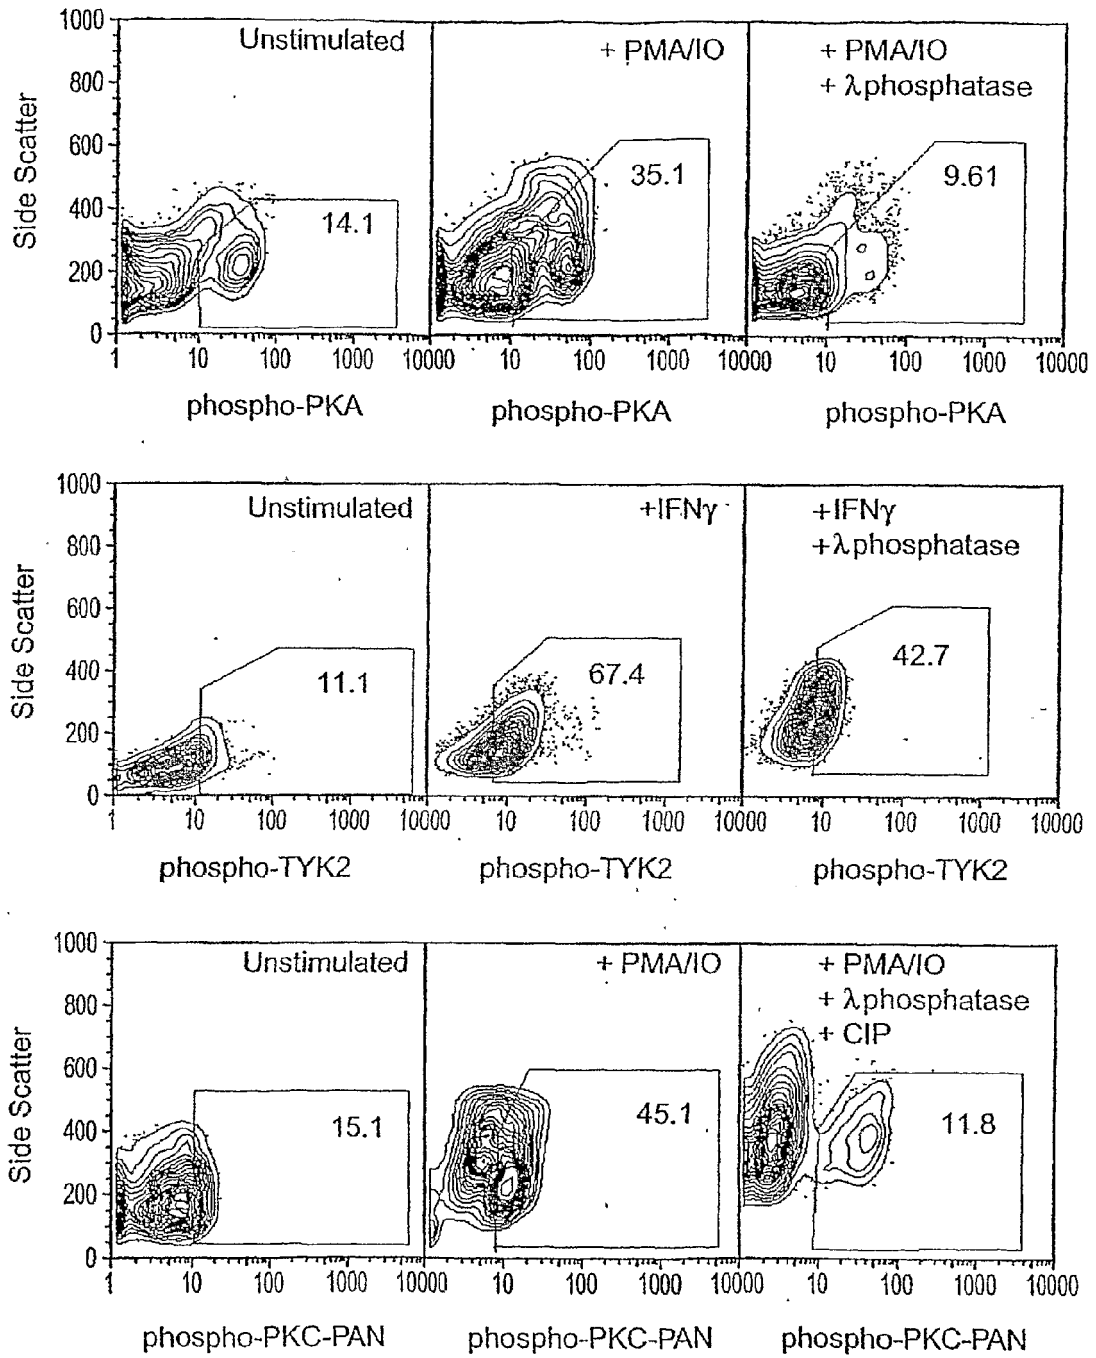 1000
800
600
400
200
0
Side Scatter
Unstimulated
14.1
+ PMA/IO
35.1
+ PMA/IO
+ λphosphatase
9.61
1 10 100 1000 10000 10 100 1000 10000 10 100 1000 10000
phospho-PKA phospho-PKA phospho-PKA
1000
800
600
400
200
0
Side Scatter
Unstimulated
11.1
+IFNγ
67.4
+IFNγ
+λphosphatase
42.7
1 10 100 1000 10000 10 100 1000 10000 10 100 1000 10000
phospho-TYK2 phospho-TYK2 phospho-TYK2
1000
800
600
400
200
0
Side Scatter
Unstimulated
15.1
+ PMA/IO
45.1
+ PMA/IO
+ λphosphatase
+ CIP
11.8
1 10 100 1000 10000 10 100 1000 10000 10 100 1000 10000
phospho-PKC-PAN phospho-PKC-PAN phospho-PKC-PAN